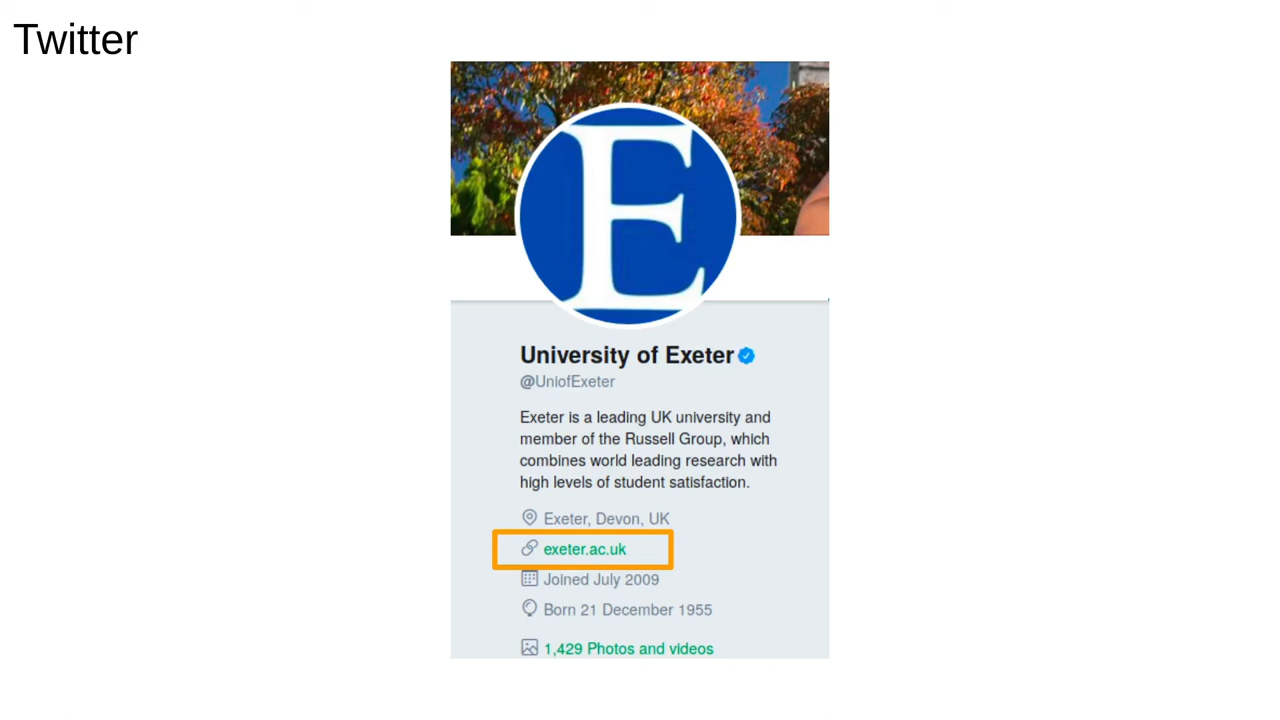 Twitter
E
University of Exeter
@UniofExeter
Exeter is a leading UK university and
member of the Russell Group, which
combines world leading research with
high levels of student satisfaction.
Exeter, Devon, UK
exeter.ac.uk
Joined July 2009
Born 21 December 1955
1,429 Photos and videos